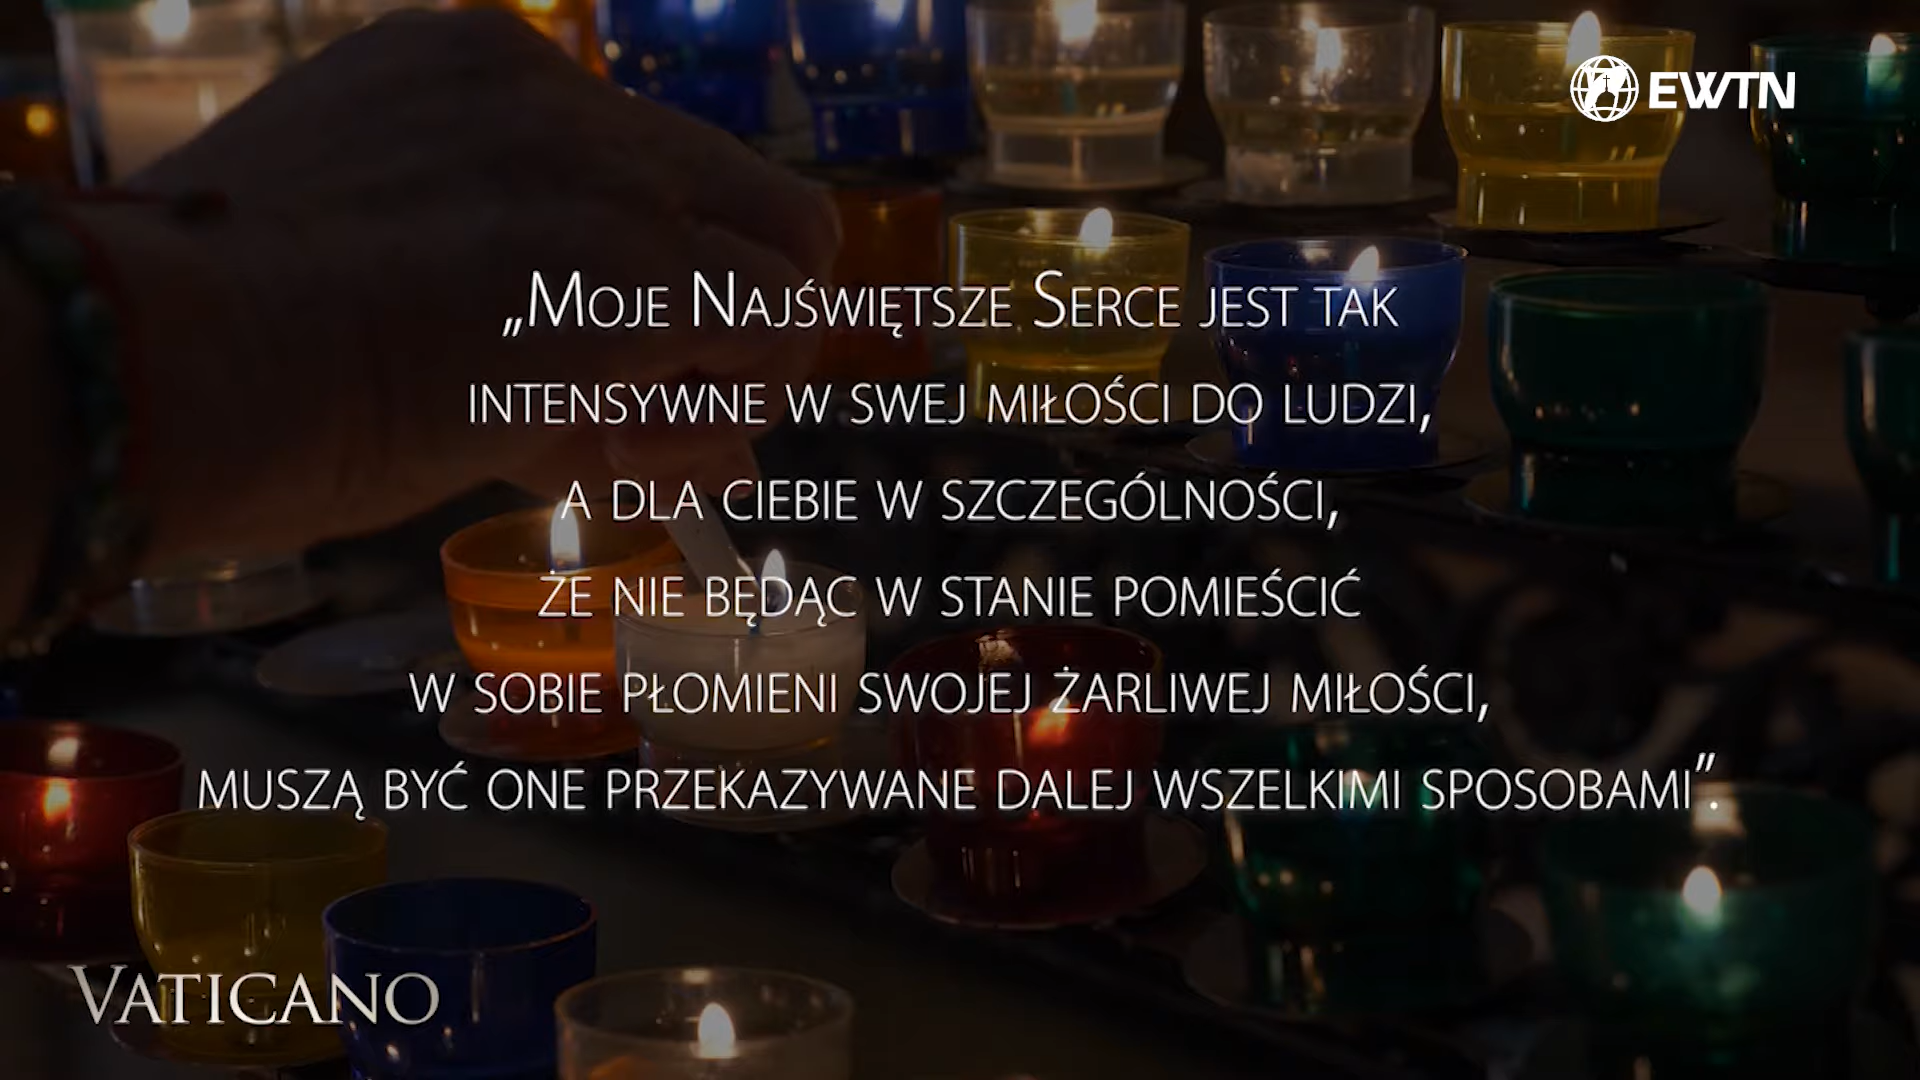 EWTN
„Moje Najświętsze Serce jest tak
intensywne w swej miłości do ludzi,
a dla ciebie w szczególności,
że nie będąc w stanie pomieścić
w sobie płomieni swojej żarliwej miłości,
muszą być one przekazywane dalej wszelkimi sposobami”.
Vaticano